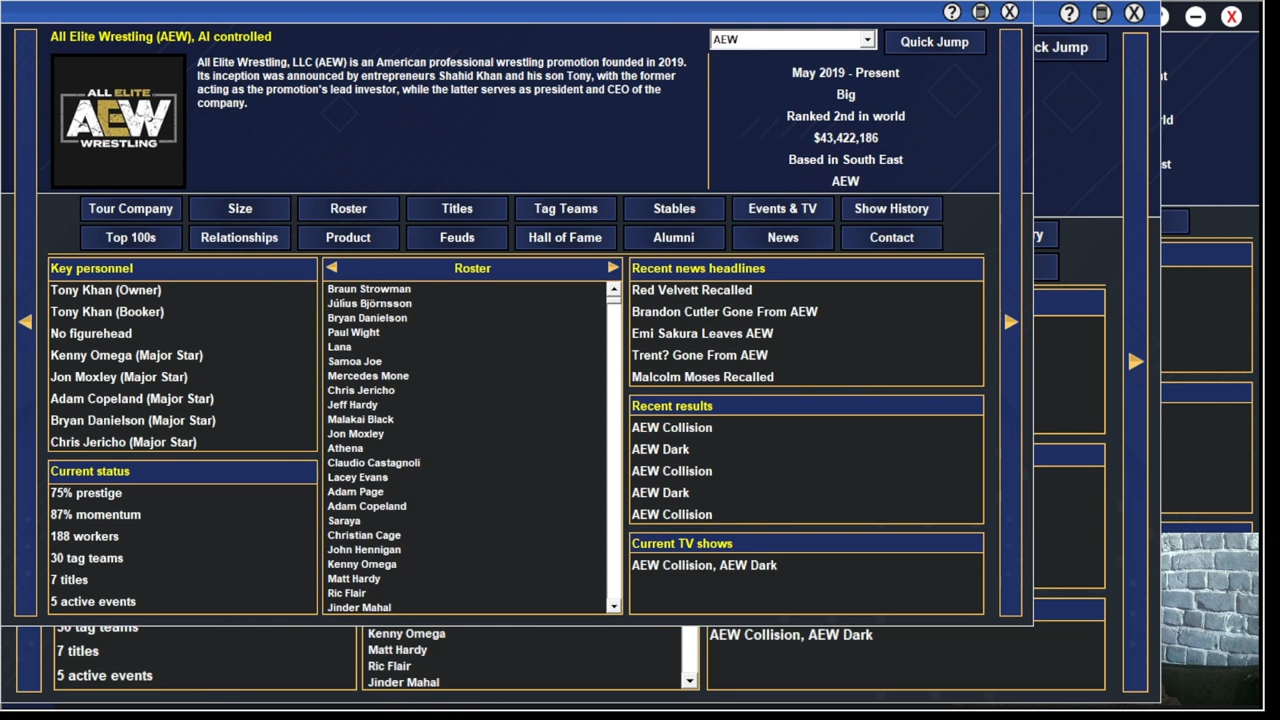 All Elite Wrestling (AEW), AI controlled
ALL ELITE
AEW
WRESTLING
All Elite Wrestling, LLC (AEW) is an American professional wrestling promotion founded in 2019.
Its inception was announced by entrepreneurs Shahid Khan and his son Tony, with the former
acting as the promotion's lead investor, while the latter serves as president and CEO of the
company.
AEW
Quick Jump
May 2019 - Present
Big
Ranked 2nd in world
$43,422,186
Based in South East
AEW
? X
? X
X
ck Jump
Tour Company
Size
Roster
Titles
Tag Teams
Stables
Events & TV
Show History
Top 100s
Relationships
Product
Feuds
Hall of Fame
Alumni
News
Contact
Key personnel
Tony Khan (Owner)
Tony Khan (Booker)
No figurehead
Kenny Omega (Major Star)
Jon Moxley (Major Star)
Adam Copeland (Major Star)
Bryan Danielson (Major Star)
Chris Jericho (Major Star)
Current status
75% prestige
87% momentum
188 workers
30 tag teams
7 titles
5 active events
Roster
Braun Strowman
Július Björnsson
Bryan Danielson
Paul Wight
Lana
Samoa Joe
Mercedes Mone
Chris Jericho
Jeff Hardy
Malakai Black
Jon Moxley
Athena
Claudio Castagnoli
Lacey Evans
Adam Page
Adam Copeland
Saraya
Christian Cage
John Hennigan
Kenny Omega
Matt Hardy
Ric Flair
Jinder Mahal
Recent news headlines
Red Velvett Recalled
Brandon Cutler Gone From AEW
Emi Sakura Leaves AEW
Trent? Gone From AEW
Malcolm Moses Recalled
Recent results
AEW Collision
AEW Dark
AEW Collision
AEW Dark
AEW Collision
Current TV shows
AEW Collision, AEW Dark
30 tag teams
7 titles
5 active events
Kenny Omega
Matt Hardy
Ric Flair
Jinder Mahal
AEW Collision, AEW Dark